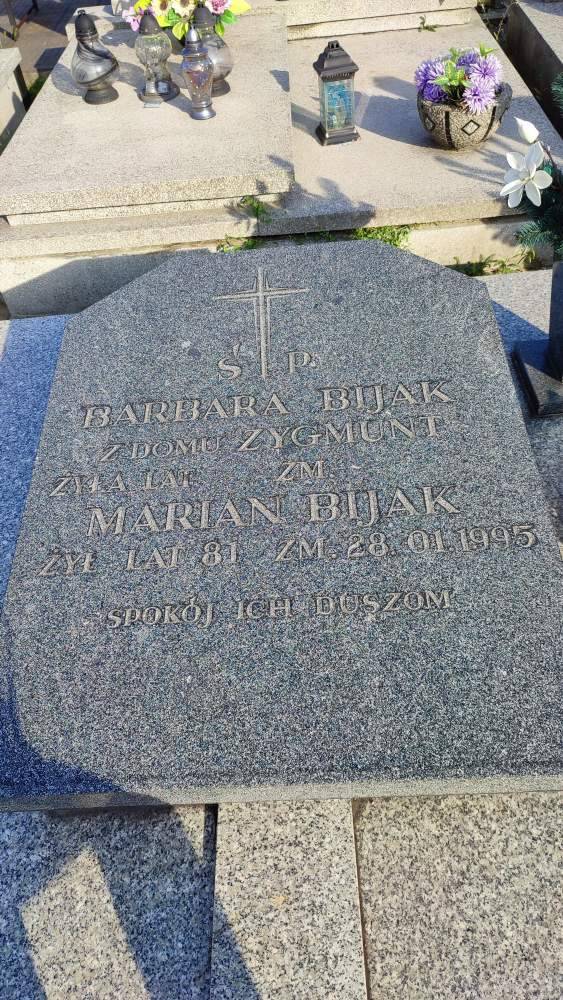 Ś P.
BARBARA BIJAK
Z DOMU ZYGMUNT
ŻYŁA LAT ZM.
MARIAN BIJAK
ŻYŁ LAT 81 ZM. 28. 01. 1995
SPOKÓJ ICH DUSZOM